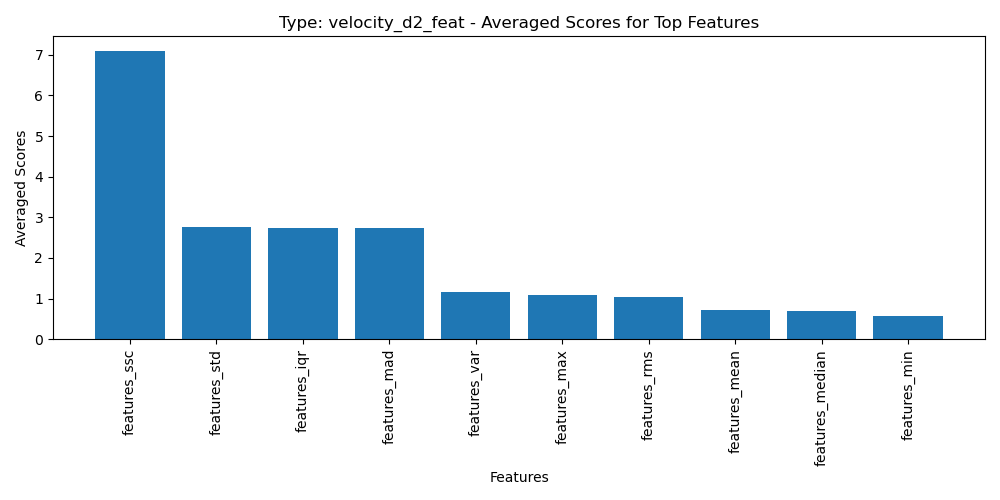 Type: velocity_d2_feat - Averaged Scores for Top Features
Averaged Scores
7
6
5
4
3
2
1
0
features_ssc
features_std
features_iqr
features_mad
features_var
features_max
features_rms
features_mean
features_median
features_min
Features